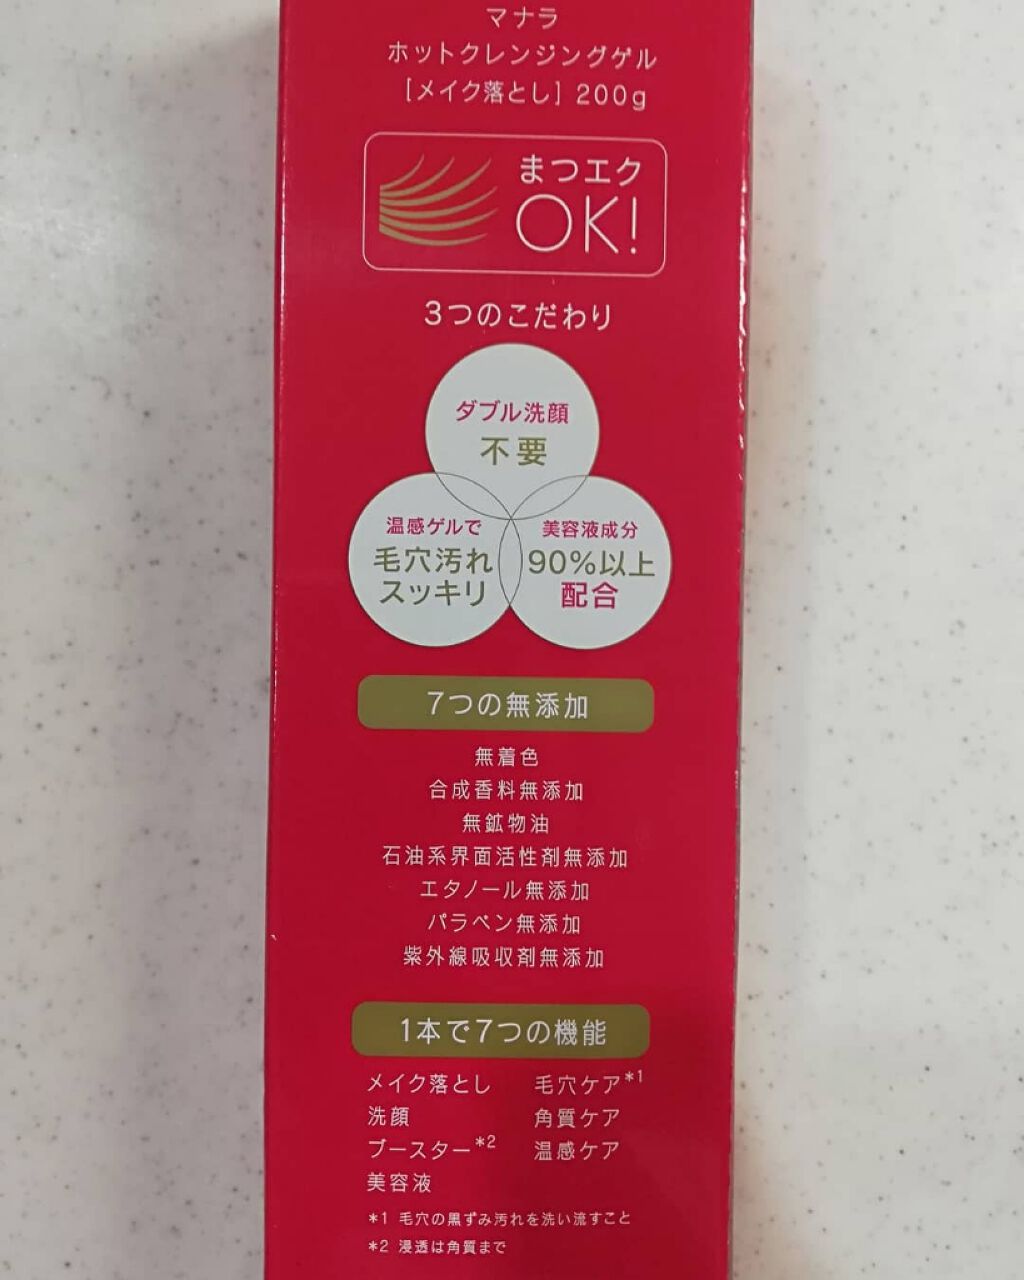 マナラ
ホットクレンジングゲル
[メイク落とし] 200g
まつエク
OK!
3つのこだわり
ダブル洗顔
不要
温感ゲルで
毛穴汚れ
スッキリ
美容液成分
90%以上
配合
7つの無添加
無着色
合成香料無添加
無鉱物油
石油系界面活性剤無添加
エタノール無添加
パラベン無添加
紫外線吸収剤無添加
1本で7つの機能
メイク落とし
洗顔
ブースター*2
美容液
毛穴ケア*1
角質ケア
温感ケア
*1 毛穴の黒ずみ汚れを洗い流すこと
*2 浸透は角質まで